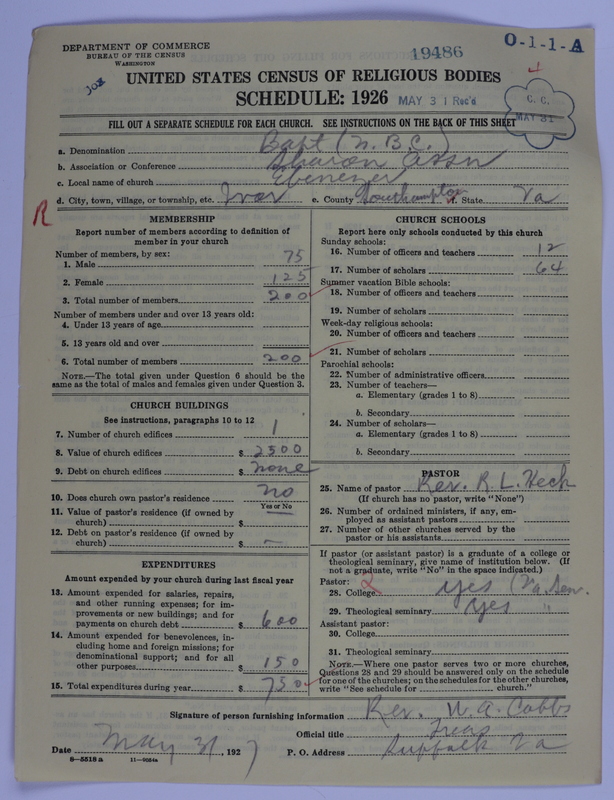 DEPARTMENT OF COMMERCE
BUREAU OF THE CENSUS
WASHINGTON
19486
O-1-1-A
UNITED STATES CENSUS OF RELIGIOUS BODIES
SCHEDULE: 1926
MAY 31 Rec'd
C. C.
MAY 31
FILL OUT A SEPARATE SCHEDULE FOR EACH CHURCH. SEE INSTRUCTIONS ON THE BACK OF THIS SHEET
a. Denomination Bapt (N.B.C.)
b. Association or Conference Sharon Assn
c. Local name of church Ebenezer
d. City, town, village, or township, etc. Ivor e. County Southampton f. State Va
R
MEMBERSHIP
Report number of members according to definition of
member in your church
Number of members, by sex:
1. Male 75
2. Female 125
3. Total number of members 200
Number of members under and over 13 years old:
4. Under 13 years of age
5. 13 years old and over
6. Total number of members 200
NOTE.—The total given under Question 6 should be the
same as the total of males and females given under Question 3.
CHURCH BUILDINGS
See instructions, paragraphs 10 to 12
7. Number of church edifices 1
8. Value of church edifices $ 2500
9. Debt on church edifices $ none
10. Does church own pastor's residence no
Yes or No
11. Value of pastor's residence (if owned by
church) $
12. Debt on pastor's residence (if owned by
church) $ —
EXPENDITURES
Amount expended by your church during last fiscal year
13. Amount expended for salaries, repairs,
and other running expenses; for im-
provements or new buildings; and for
payments on church debt $ 600
14. Amount expended for benevolences, in-
cluding home and foreign missions; for
denominational support; and for all
other purposes $ 150
15. Total expenditures during year $ 750
CHURCH SCHOOLS
Report here only schools conducted by this church
Sunday schools:
16. Number of officers and teachers 12
17. Number of scholars 64
Summer vacation Bible schools:
18. Number of officers and teachers
19. Number of scholars
Week-day religious schools:
20. Number of officers and teachers
21. Number of scholars
Parochial schools:
22. Number of administrative officers
23. Number of teachers—
a. Elementary (grades 1 to 8)
b. Secondary
24. Number of scholars—
a. Elementary (grades 1 to 8)
b. Secondary
PASTOR
25. Name of pastor Rev. R. L.
(If church has no pastor, write "None")
26. Number of ordained ministers, if any, em-
ployed as assistant pastors
27. Number of other churches served by the
pastor or his assistants
If pastor (or assistant pastor) is a graduate of a college or
theological seminary, give name of institution below. (If
not a graduate, write "No" in the space indicated.)
Pastor:
28. College yes (Va. Sem.
29. Theological seminary yes "
Assistant pastor:
30. College
31. Theological seminary
NOTE.—Where one pastor serves two or more churches,
Questions 28 and 29 should be answered only on the schedule
for one of the churches; on the schedules for the other churches,
write "See schedule for church."
Signature of person furnishing information Rev. W. A. Cobbs
Official title Treas
Date May 31, 1927 P. O. Address Suffolk Va
8-5518 a 11-9054a